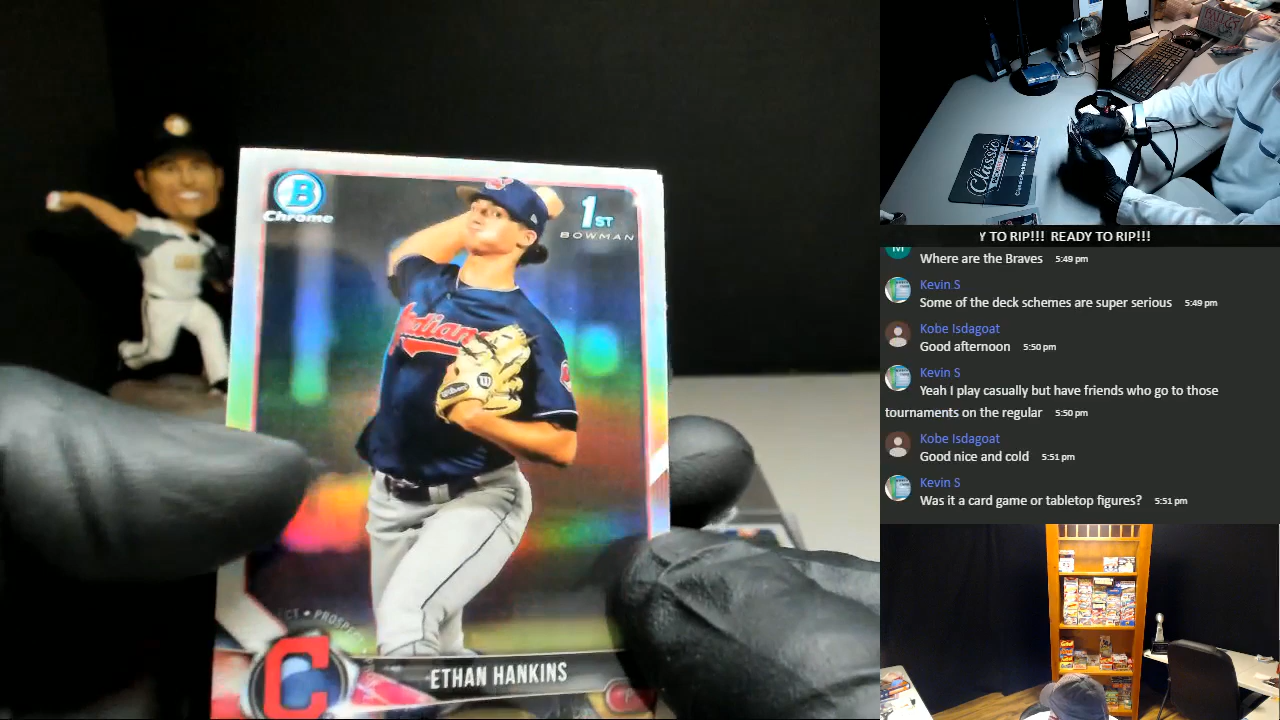 B
Chrome
1ST
BOWMAN
Indians
Wilson
W
C
ETHAN HANKINS
Classic
Y TO RIP!!! READY TO RIP!!!
M
Where are the Braves 5:49 pm
Kevin S
Some of the deck schemes are super serious 5:49 pm
Kobe Isdagoat
Good afternoon 5:50 pm
Kevin S
Yeah I play casually but have friends who go to those
tournaments on the regular 5:50 pm
Kobe Isdagoat
Good nice and cold 5:51 pm
Kevin S
Was it a card game or tabletop figures? 5:51 pm